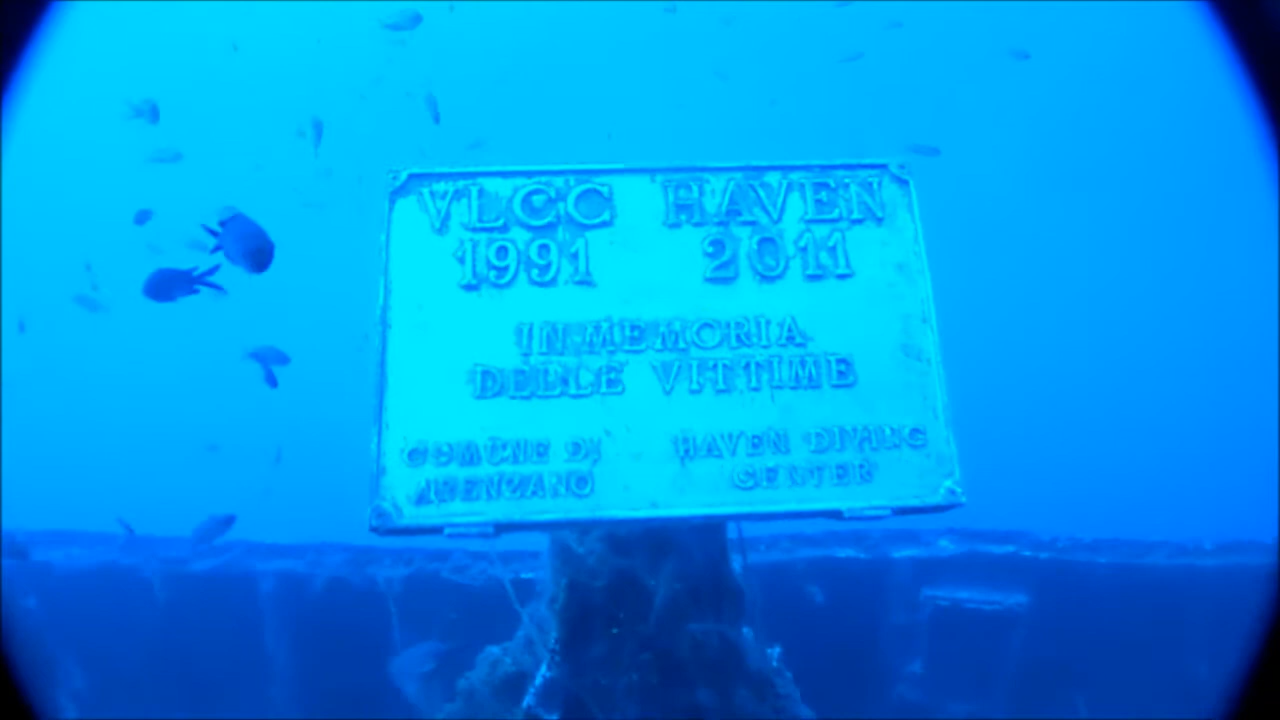 VLCC HAVEN
1991 2011
IN MEMORIA
DELLE VITTIME
COMUNE DI HAVEN DIVING
ARENZANO CENTER